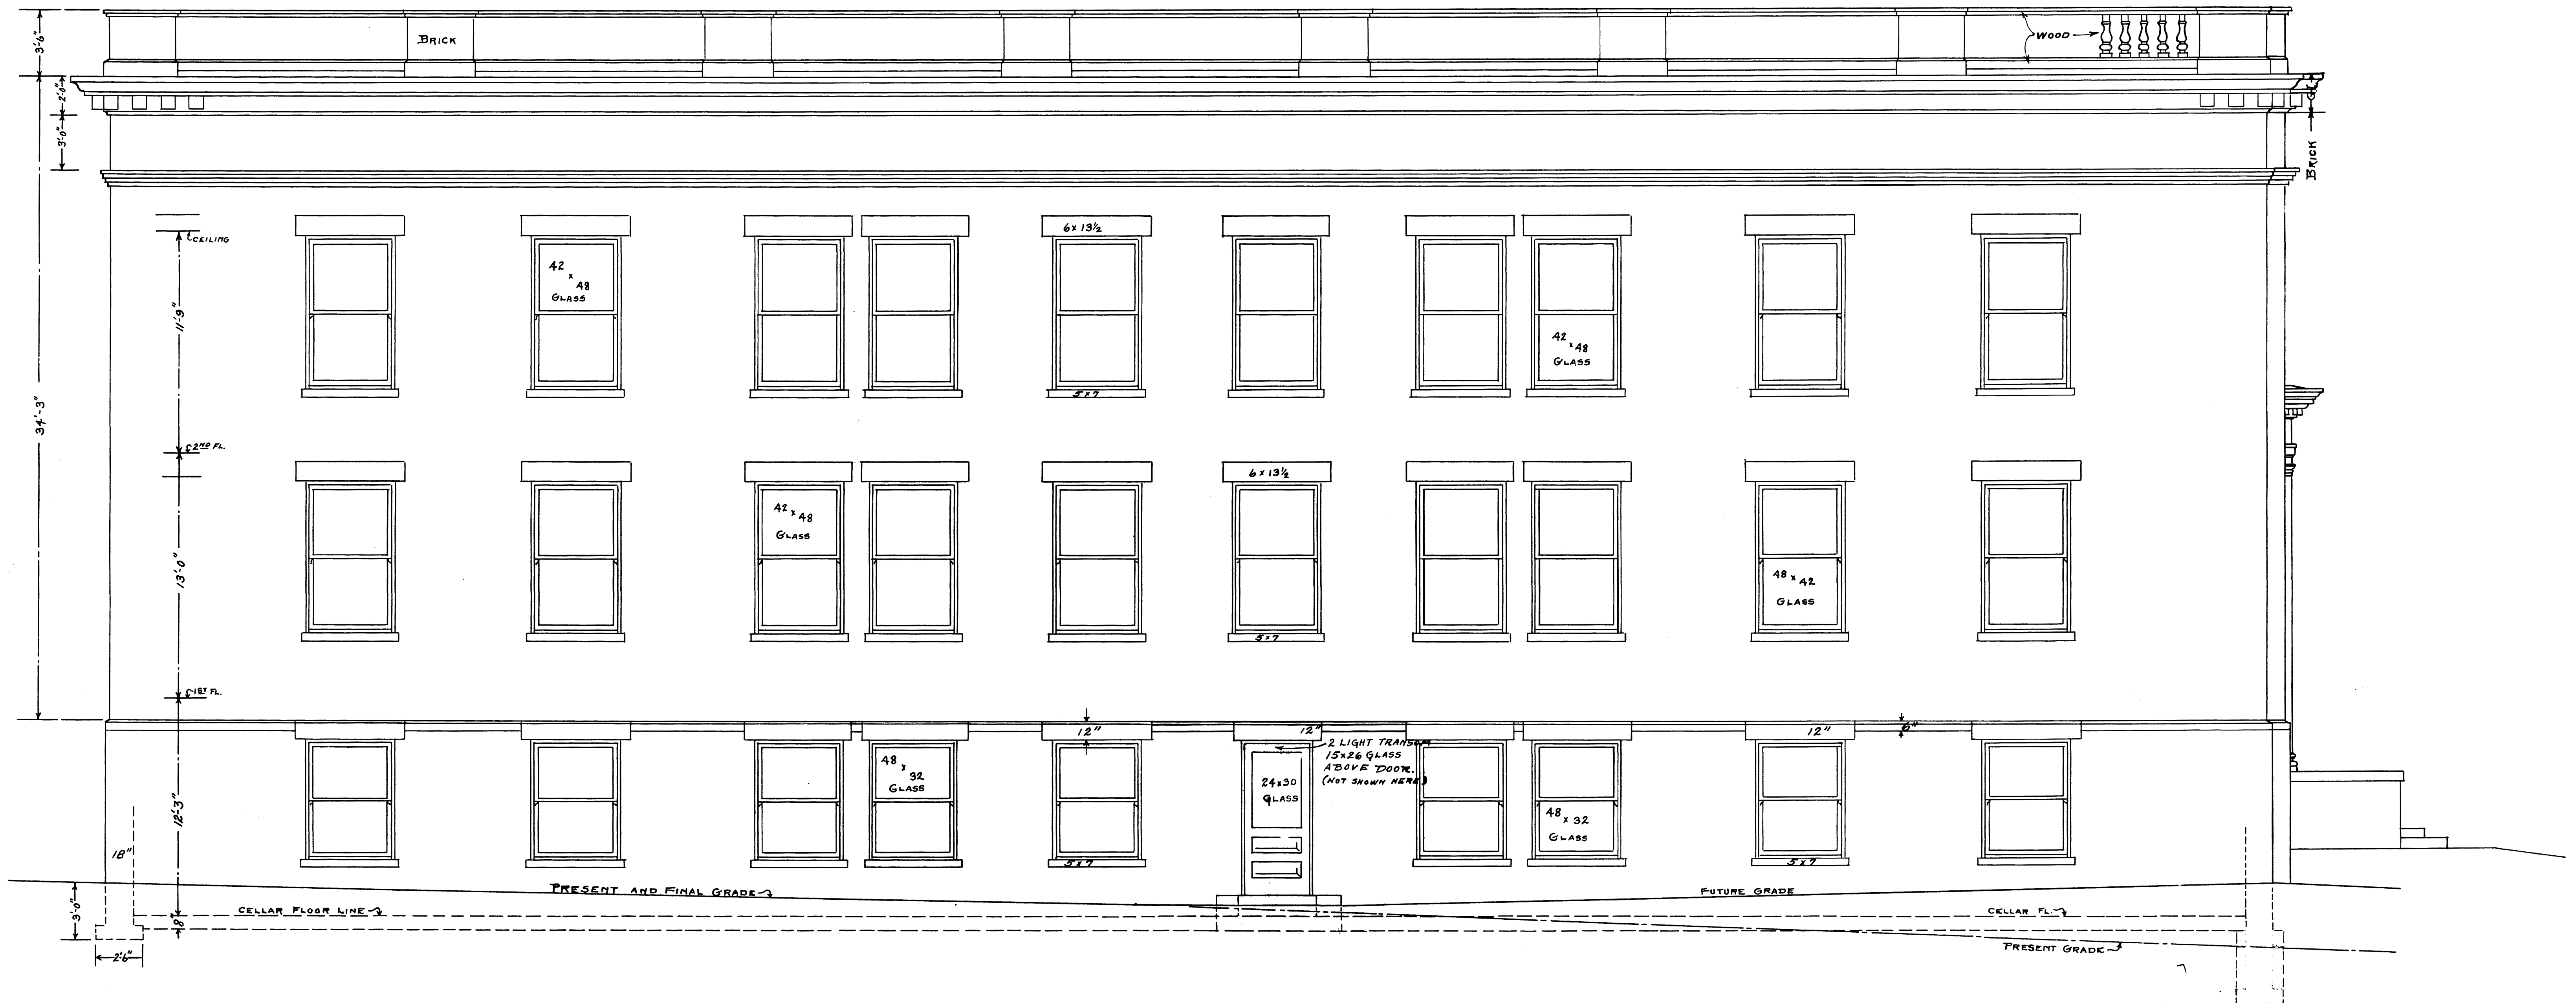 3'-6"
BRICK
WOOD
2'-0"
3'-0"
BRICK
CEILING
6 x 13½
42 x 48
GLASS
11'-9"
42 x 48
GLASS
5 x 7
34'-3"
2ND FL.
6 x 13½
42 x 48
GLASS
13'-0"
48 x 42
GLASS
5 x 7
1ST FL.
12"
12"
12"
6"
2 LIGHT TRANSOM
15x26 GLASS
ABOVE DOOR.
(NOT SHOWN HERE)
48 x 32
GLASS
24x30
GLASS
48 x 32
GLASS
12'-3"
18"
5 x 7
5 x 7
PRESENT AND FINAL GRADE
FUTURE GRADE
3'-0"
CELLAR FLOOR LINE
CELLAR FL.
8"
PRESENT GRADE
2'6"